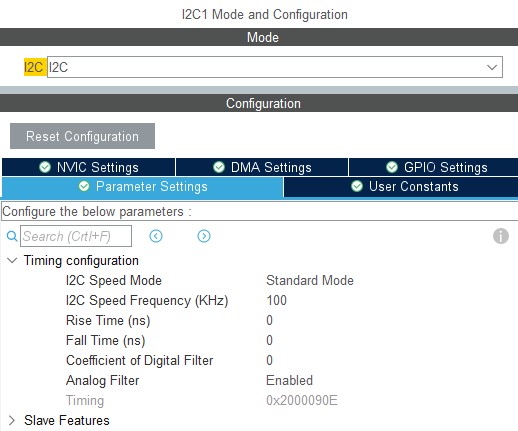 I2C1 Mode and Configuration
Mode
I2C I2C
Configuration
Reset Configuration
NVIC Settings DMA Settings GPIO Settings
Parameter Settings User Constants
Configure the below parameters :
Search (Crtl+F)
Timing configuration
I2C Speed Mode Standard Mode
I2C Speed Frequency (KHz) 100
Rise Time (ns) 0
Fall Time (ns) 0
Coefficient of Digital Filter 0
Analog Filter Enabled
Timing 0x2000090E
Slave Features